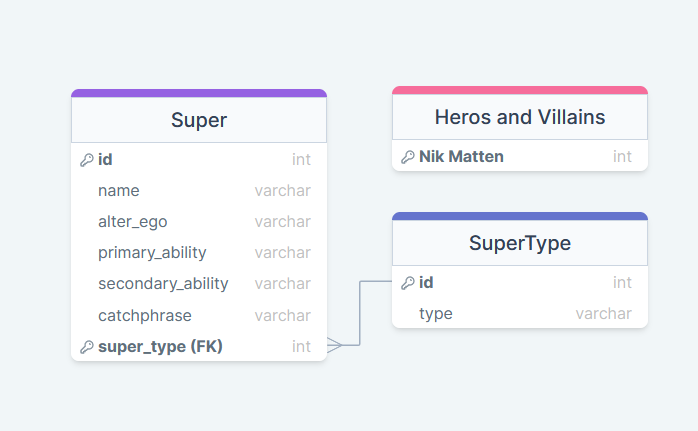 Super
id int
name varchar
alter_ego varchar
primary_ability varchar
secondary_ability varchar
catchphrase varchar
super_type (FK) int
Heros and Villains
Nik Matten int
SuperType
id int
type varchar